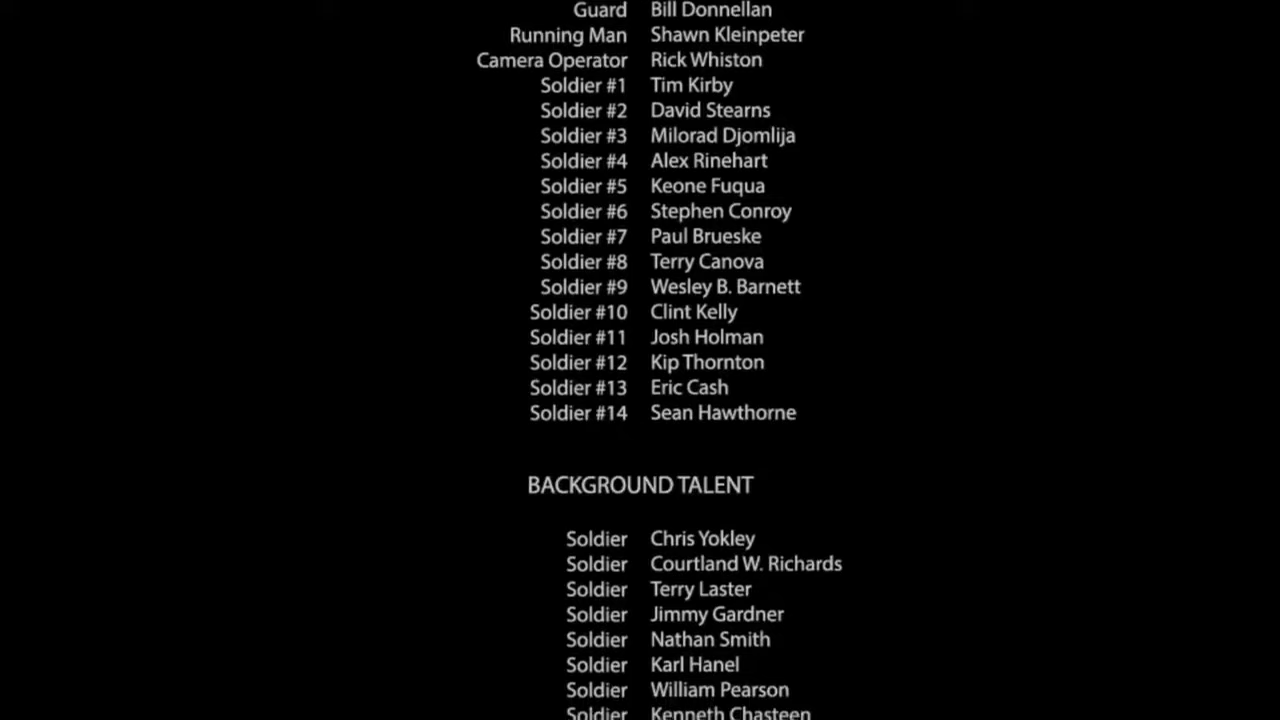 Guard Bill Donnellan
Running Man Shawn Kleinpeter
Camera Operator Rick Whiston
Soldier #1 Tim Kirby
Soldier #2 David Stearns
Soldier #3 Milorad Djomlija
Soldier #4 Alex Rinehart
Soldier #5 Keone Fuqua
Soldier #6 Stephen Conroy
Soldier #7 Paul Brueske
Soldier #8 Terry Canova
Soldier #9 Wesley B. Barnett
Soldier #10 Clint Kelly
Soldier #11 Josh Holman
Soldier #12 Kip Thornton
Soldier #13 Eric Cash
Soldier #14 Sean Hawthorne
BACKGROUND TALENT
Soldier Chris Yokley
Soldier Courtland W. Richards
Soldier Terry Laster
Soldier Jimmy Gardner
Soldier Nathan Smith
Soldier Karl Hanel
Soldier William Pearson
Soldier Kenneth Chasteen